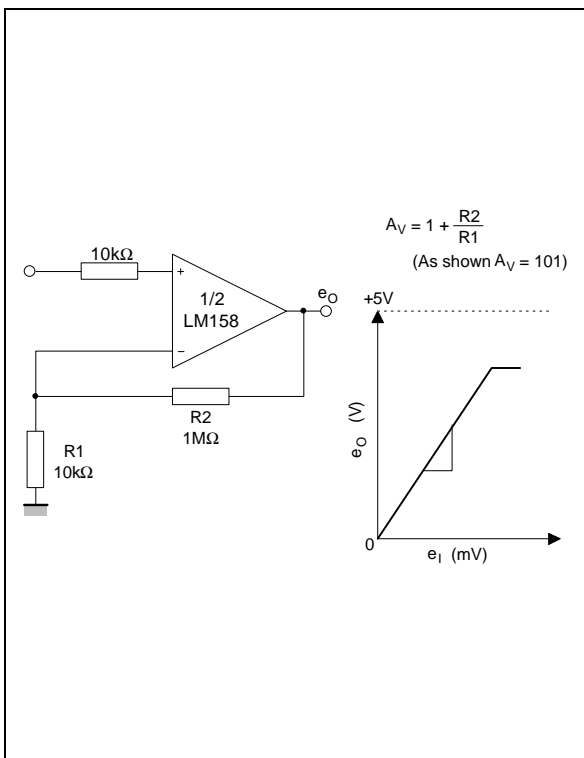 10kΩ
+
1/2
LM158
−
e_O
R2
1MΩ
R1
10kΩ
A_V = 1 + R2/R1
(As shown A_V = 101)
+5V
e_O (V)
0
e_I (mV)